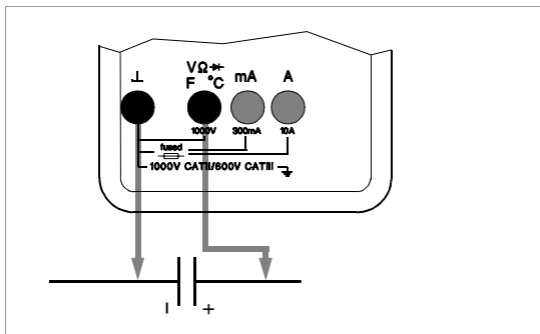 ⊥ VΩ mA A
F °C
1000V 300mA 10A
fused
1000V CATII/600V CATIII
I +